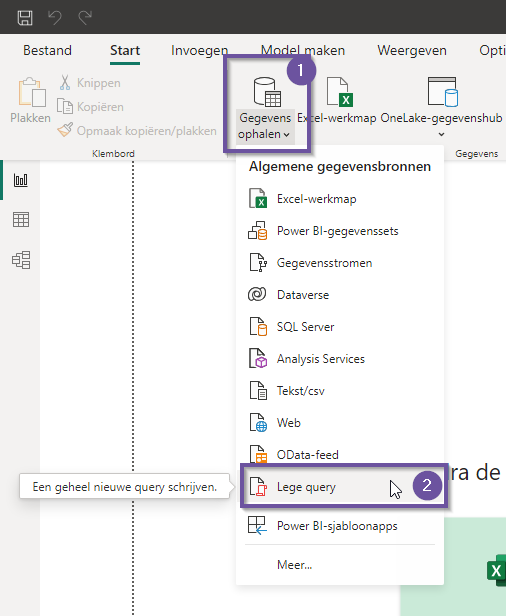 Bestand Start Invoegen Model maken Weergeven Opti
1
Knippen
Kopiëren
Plakken
Opmaak kopiëren/plakken
Klembord
Gegevens
ophalen
Excel-werkmap
OneLake-gegevenshub
Gegevens
Algemene gegevensbronnen
Excel-werkmap
Power BI-gegevenssets
Gegevensstromen
Dataverse
SQL Server
Analysis Services
Tekst/csv
Web
OData-feed
ra de
Een geheel nieuwe query schrijven.
Lege query
2
Power BI-sjabloonapps
Meer...